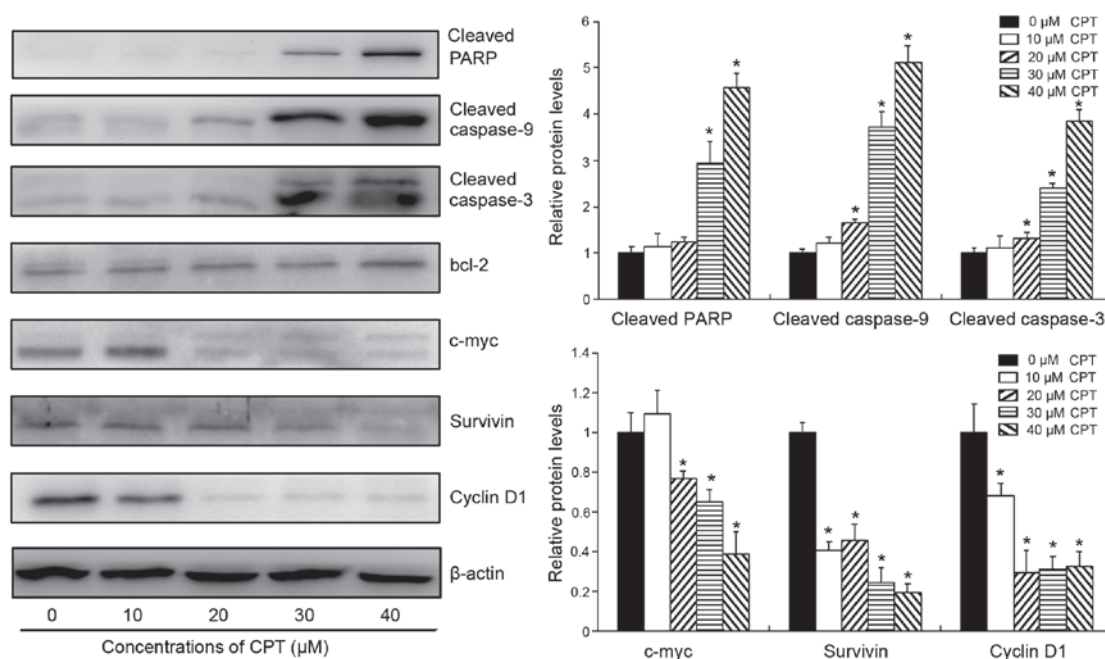 Cleaved
PARP
Cleaved
caspase-9
Cleaved
caspase-3
bcl-2
c-myc
Survivin
Cyclin D1
β-actin
0 10 20 30 40
Concentrations of CPT (µM)
Relative protein levels
6
5
4
3
2
1
0
* * * * * * * *
0 µM CPT
10 µM CPT
20 µM CPT
30 µM CPT
40 µM CPT
Cleaved PARP Cleaved caspase-9 Cleaved caspase-3
Relative protein levels
1.4
1.2
1
0.8
0.6
0.4
0.2
0
* * * * * * * * * * *
0 µM CPT
10 µM CPT
20 µM CPT
30 µM CPT
40 µM CPT
c-myc Survivin Cyclin D1